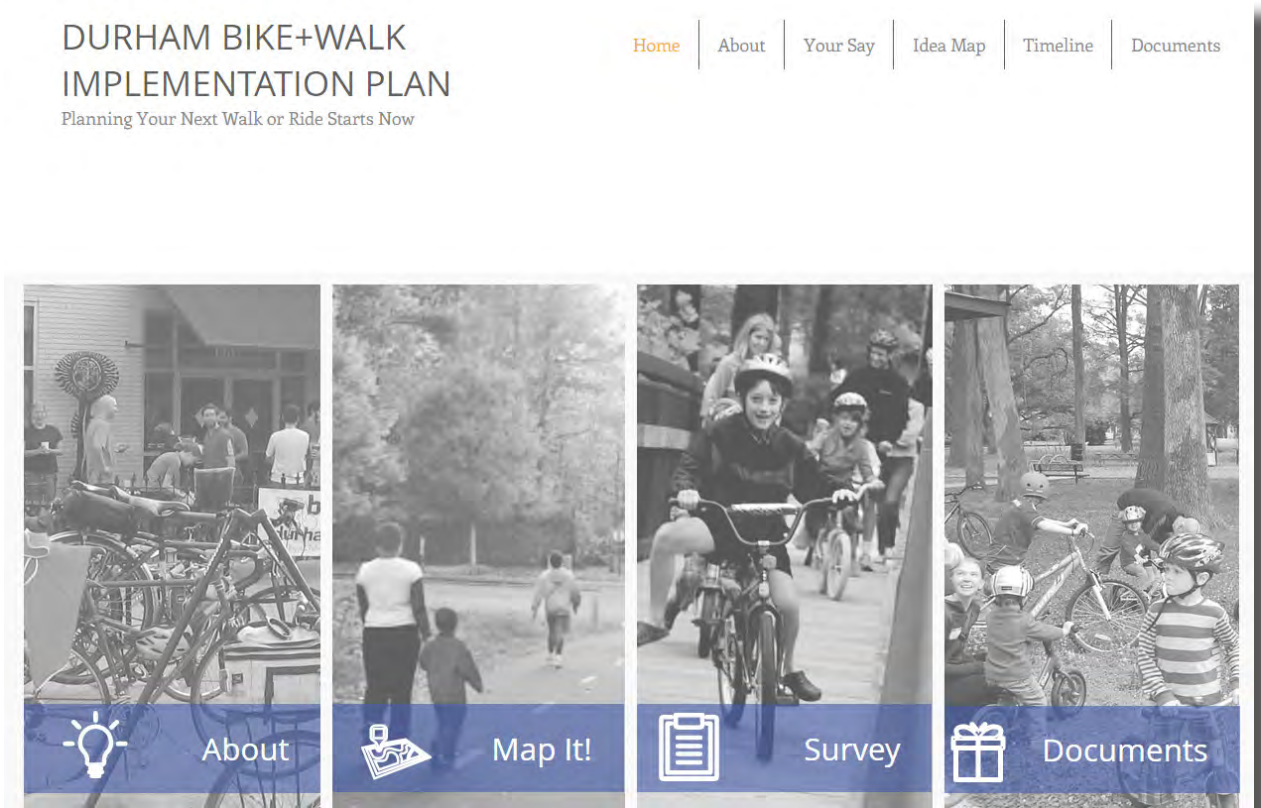 DURHAM BIKE+WALK
IMPLEMENTATION PLAN
Planning Your Next Walk or Ride Starts Now
Home
About
Your Say
Idea Map
Timeline
Documents
About
Map It!
Survey
Documents